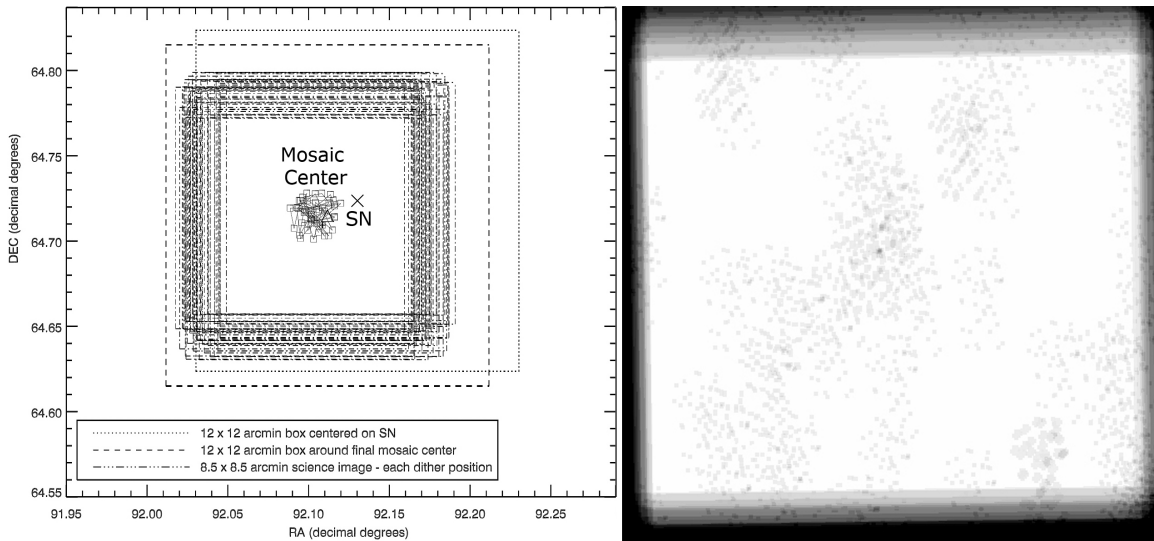 64.80
64.75
64.70
64.65
64.60
64.55
DEC (decimal degrees)
Mosaic
Center
SN
12 x 12 arcmin box centered on SN
12 x 12 arcmin box around final mosaic center
8.5 x 8.5 arcmin science image - each dither position
91.95 92.00 92.05 92.10 92.15 92.20 92.25
RA (decimal degrees)